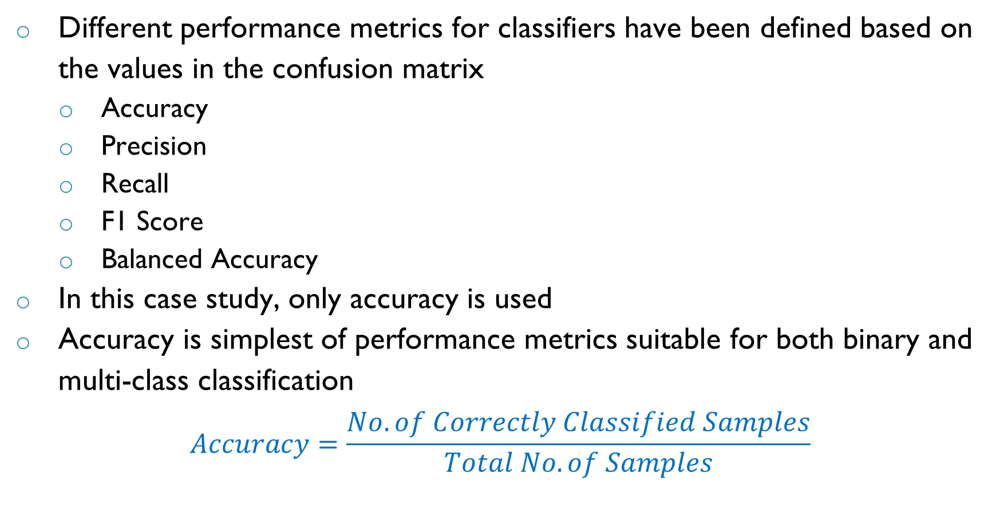 Different performance metrics for classifiers have been defined based on
the values in the confusion matrix
Accuracy
Precision
Recall
F1 Score
Balanced Accuracy
In this case study, only accuracy is used
Accuracy is simplest of performance metrics suitable for both binary and
multi-class classification
Accuracy = No. of Correctly Classified Samples
Total No. of Samples